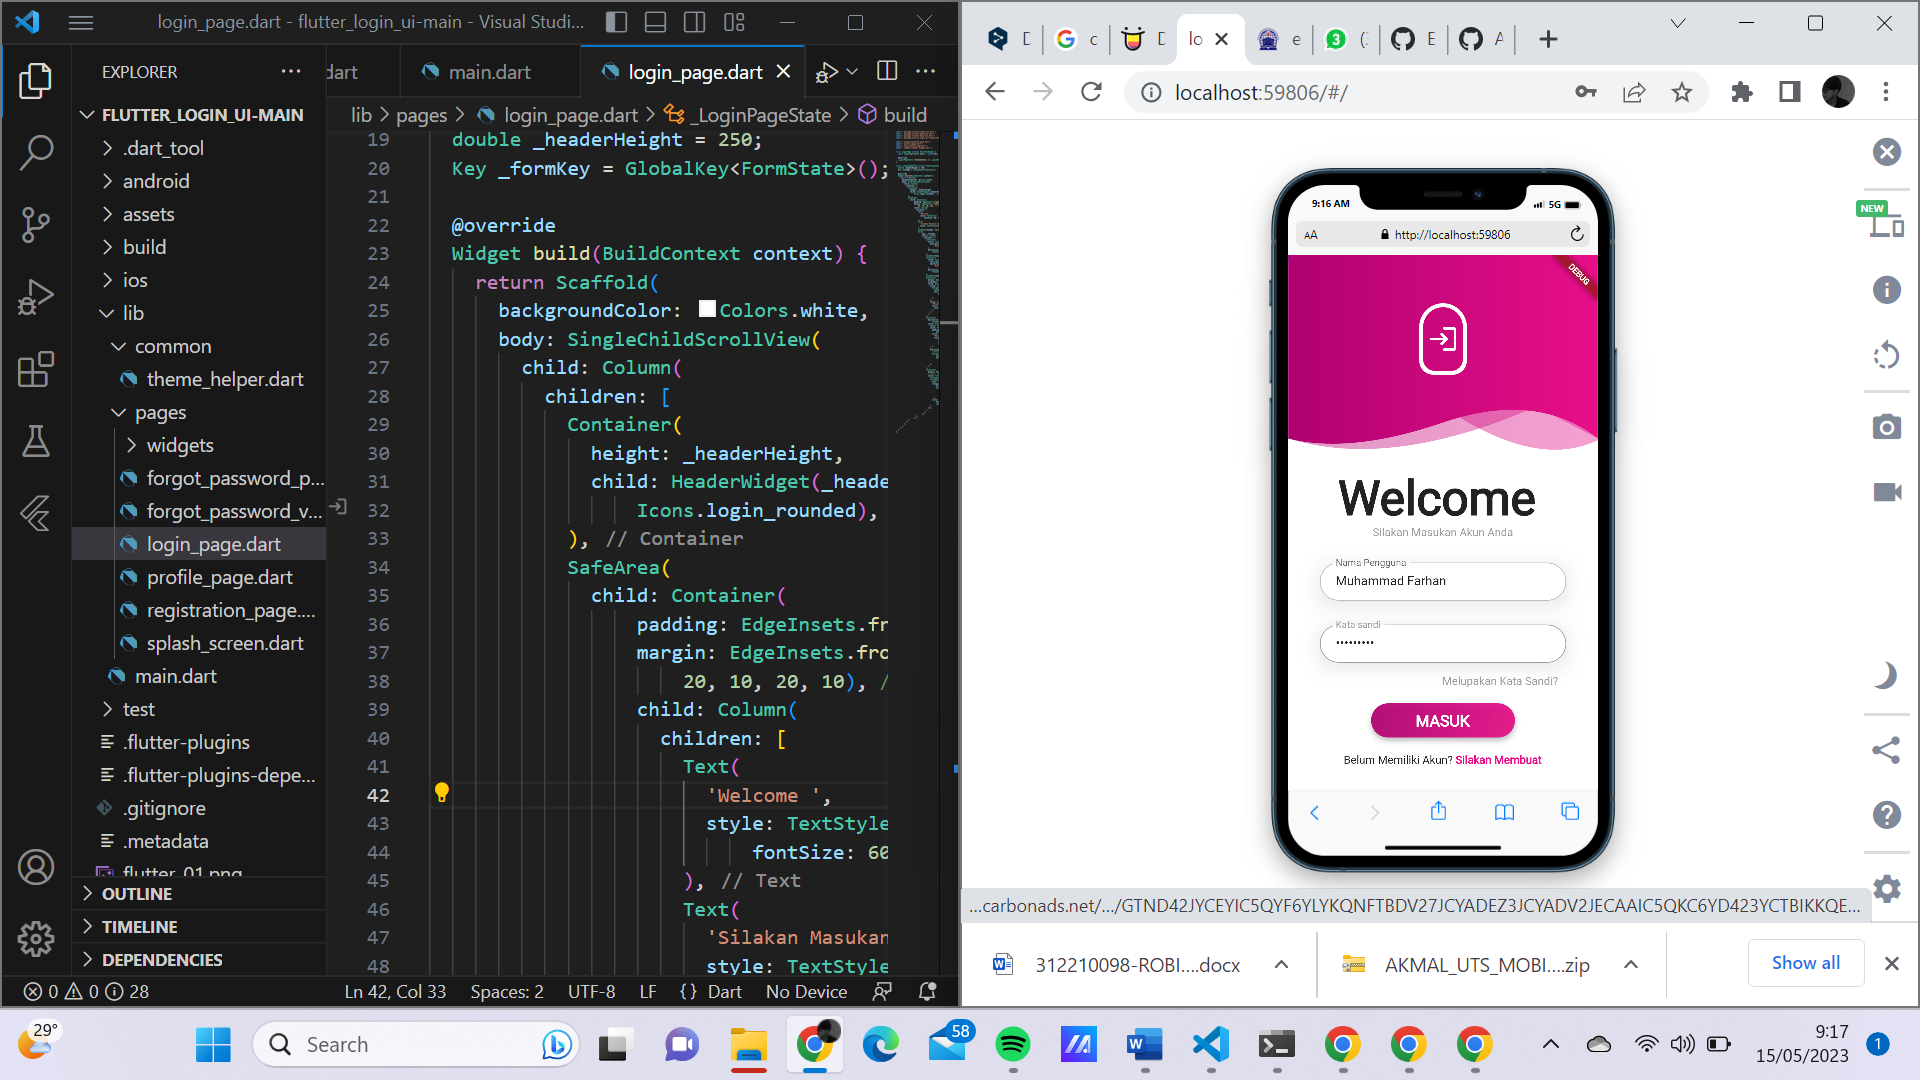 login_page.dart - flutter_login_ui-main - Visual Studi...
EXPLORER
dart
main.dart
login_page.dart
FLUTTER_LOGIN_UI-MAIN
lib > pages > login_page.dart > _LoginPageState > build
.dart_tool
android
assets
build
ios
lib
common
theme_helper.dart
pages
widgets
forgot_password_p...
forgot_password_v...
login_page.dart
profile_page.dart
registration_page....
splash_screen.dart
main.dart
test
.flutter-plugins
.flutter-plugins-depe...
.gitignore
.metadata
flutter_01.png
OUTLINE
TIMELINE
DEPENDENCIES
19 double _headerHeight = 250;
20 Key _formKey = GlobalKey<FormState>();
21
22 @override
23 Widget build(BuildContext context) {
24 return Scaffold(
25 backgroundColor: Colors.white,
26 body: SingleChildScrollView(
27 child: Column(
28 children: [
29 Container(
30 height: _headerHeight,
31 child: HeaderWidget(_heade
32 Icons.login_rounded),
33 ), // Container
34 SafeArea(
35 child: Container(
36 padding: EdgeInsets.fr
37 margin: EdgeInsets.fro
38 20, 10, 20, 10), /
39 child: Column(
40 children: [
41 Text(
42 'Welcome ',
43 style: TextStyle
44 fontSize: 60
45 ), // Text
46 Text(
47 'Silakan Masukan
48 style: TextStyle
0 0 28
Ln 42, Col 33
Spaces: 2
UTF-8
LF
{} Dart
No Device
D
c
D
lo
e
3
(
E
A
localhost:59806/#/
NEW
9:16 AM
5G
AA
http://localhost:59806
DEBUG
Welcome
Silakan Masukan Akun Anda
Nama Pengguna
Muhammad Farhan
Kata sandi
•••••••••
Melupakan Kata Sandi?
MASUK
Belum Memiliki Akun? Silakan Membuat
...carbonads.net/.../GTND42JYCEYIC5QYF6YLYKQNFTBDV27JCYADEZ3JCYADV2JECAAIC5QKC6YD423YCTBIKKQE...
312210098-ROBI....docx
AKMAL_UTS_MOBI....zip
Show all
29°
Search
58
9:17
15/05/2023
1